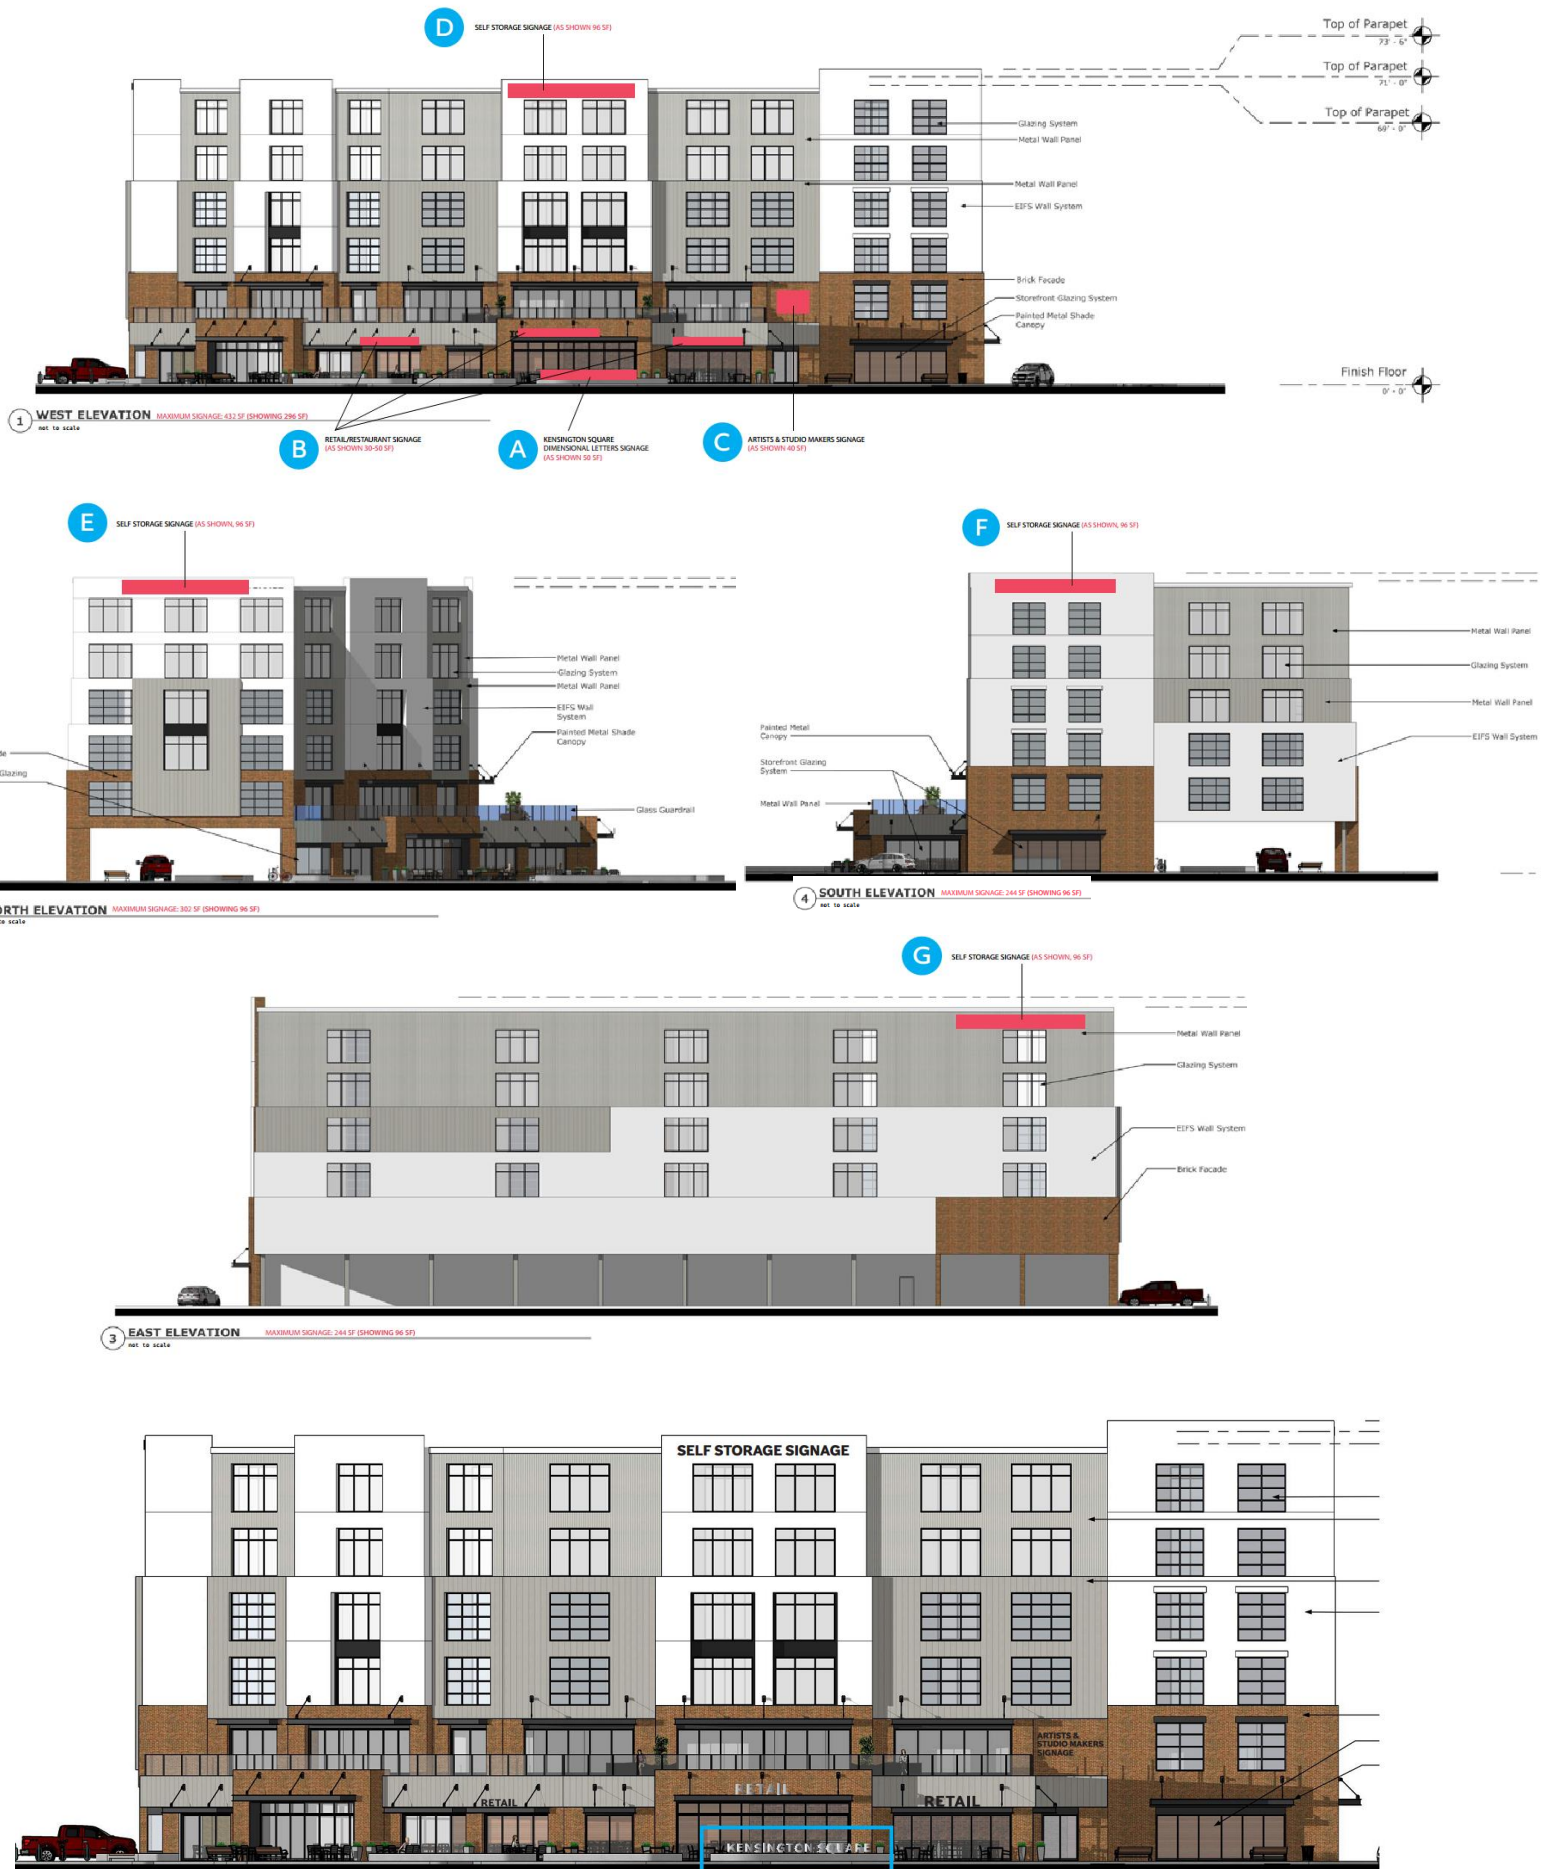 D
SELF STORAGE SIGNAGE (AS SHOWN 96 SF)
Top of Parapet
73' - 6"
Top of Parapet
71' - 0"
Top of Parapet
69' - 0"
Glazing System
Metal Wall Panel
Metal Wall Panel
EIFS Wall System
Brick Facade
Storefront Glazing System
Painted Metal Shade
Canopy
Finish Floor
0' - 0"
1
WEST ELEVATION MAXIMUM SIGNAGE: 432 SF (SHOWING 296 SF)
not to scale
B
RETAIL/RESTAURANT SIGNAGE
(AS SHOWN 30-50 SF)
A
KENSINGTON SQUARE
DIMENSIONAL LETTERS SIGNAGE
(AS SHOWN 50 SF)
C
ARTISTS & STUDIO MAKERS SIGNAGE
(AS SHOWN 40 SF)
E
SELF STORAGE SIGNAGE (AS SHOWN, 96 SF)
Metal Wall Panel
Glazing System
Metal Wall Panel
EIFS Wall
System
Painted Metal Shade
Canopy
Glass Guardrail
de
Glazing
ORTH ELEVATION MAXIMUM SIGNAGE: 302 SF (SHOWING 96 SF)
to scale
F
SELF STORAGE SIGNAGE (AS SHOWN, 96 SF)
Metal Wall Panel
Glazing System
Metal Wall Panel
EIFS Wall System
Painted Metal
Canopy
Storefront Glazing
System
Metal Wall Panel
4
SOUTH ELEVATION MAXIMUM SIGNAGE: 244 SF (SHOWING 96 SF)
not to scale
G
SELF STORAGE SIGNAGE (AS SHOWN, 96 SF)
Metal Wall Panel
Glazing System
EIFS Wall System
Brick Facade
3
EAST ELEVATION MAXIMUM SIGNAGE: 244 SF (SHOWING 96 SF)
not to scale
SELF STORAGE SIGNAGE
ARTISTS &
STUDIO MAKERS
SIGNAGE
RETAIL
RETAIL
RETAIL
KENSINGTON SQUARE